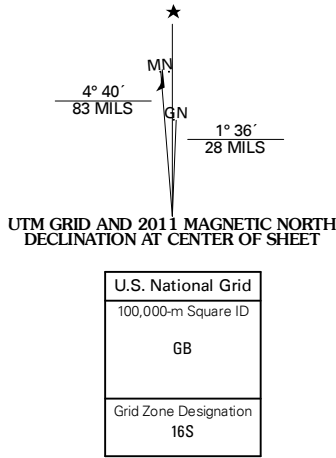 MN
4° 40´
83 MILS
GN
1° 36´
28 MILS
UTM GRID AND 2011 MAGNETIC NORTH
DECLINATION AT CENTER OF SHEET
U.S. National Grid
100,000-m Square ID
GB
Grid Zone Designation
16S